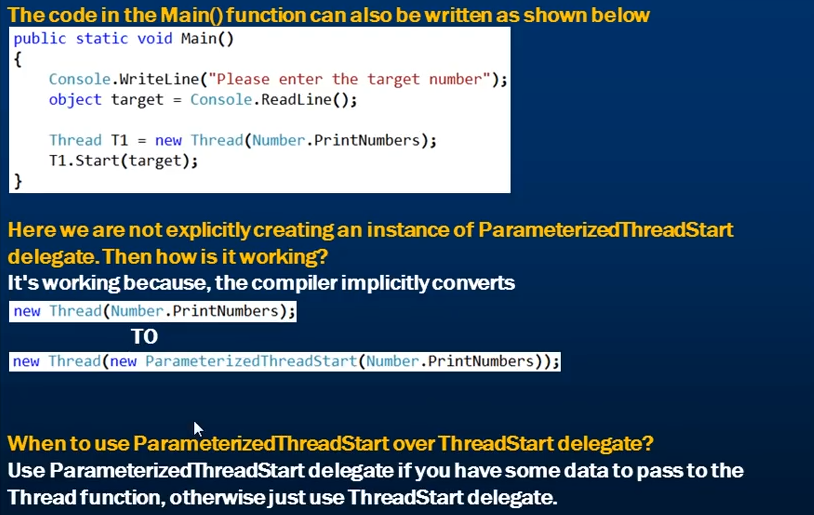 The code in the Main() function can also be written as shown below
public static void Main()
{
    Console.WriteLine("Please enter the target number");
    object target = Console.ReadLine();
    Thread T1 = new Thread(Number.PrintNumbers);
    T1.Start(target);
}
Here we are not explicitly creating an instance of ParameterizedThreadStart
delegate. Then how is it working?
It's working because, the compiler implicitly converts
new Thread(Number.PrintNumbers);
TO
new Thread(new ParameterizedThreadStart(Number.PrintNumbers));
When to use ParameterizedThreadStart over ThreadStart delegate?
Use ParameterizedThreadStart delegate if you have some data to pass to the
Thread function, otherwise just use ThreadStart delegate.